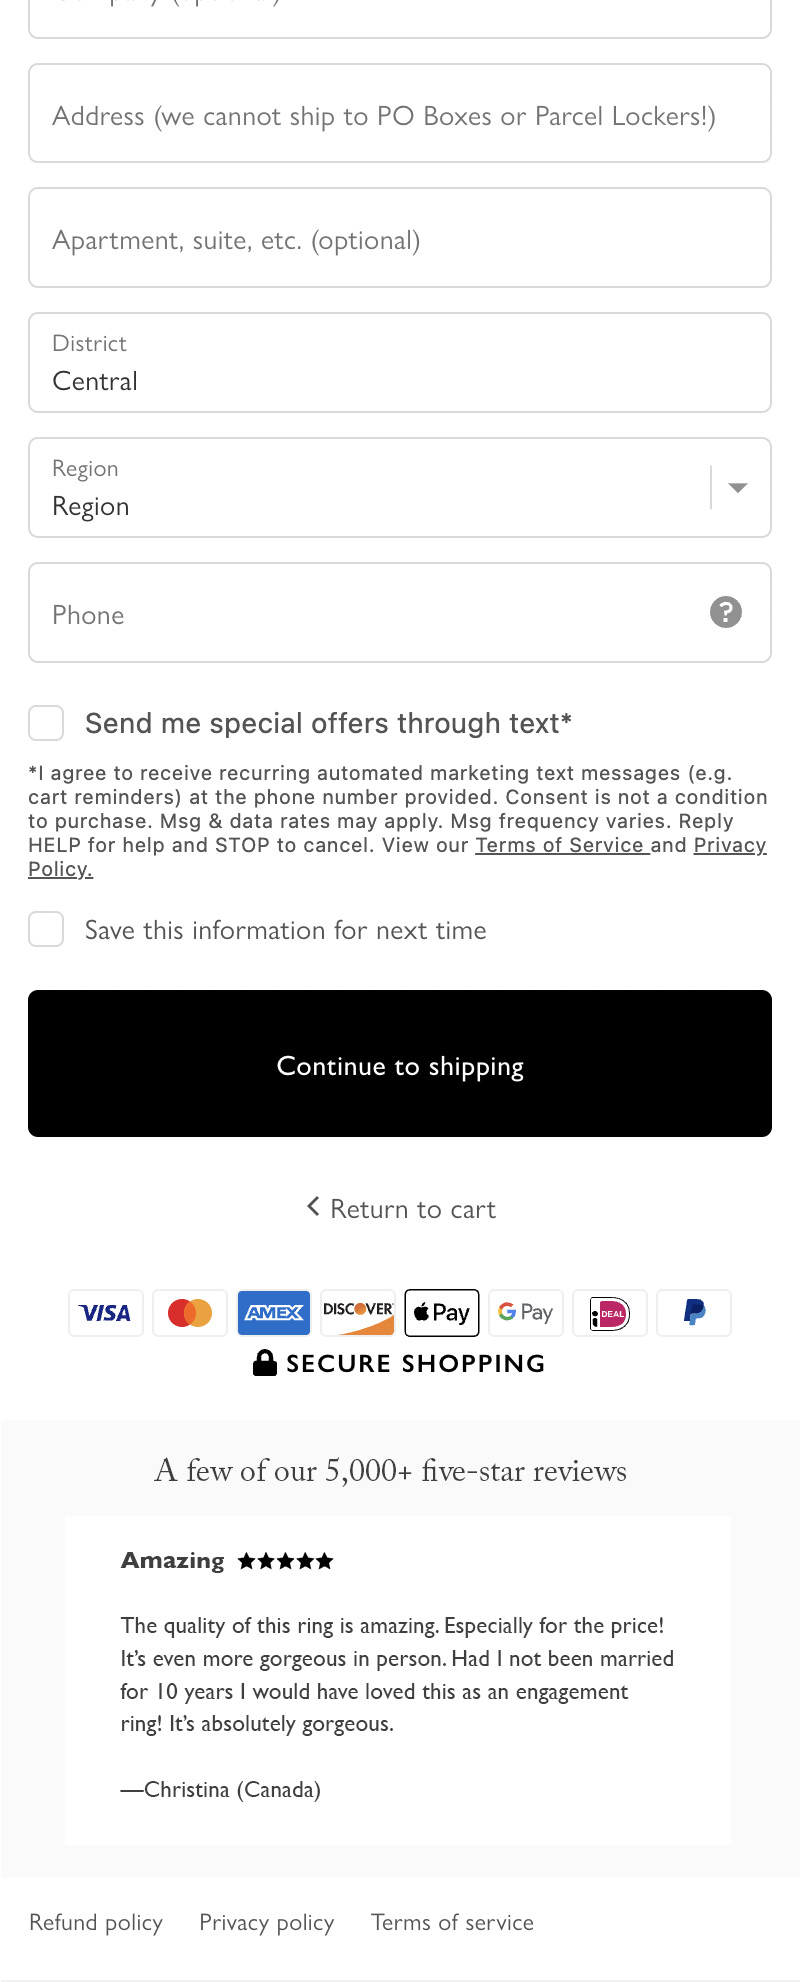 Address (we cannot ship to PO Boxes or Parcel Lockers!)
Apartment, suite, etc. (optional)
District
Central
Region
Region
Phone
?
Send me special offers through text*
*I agree to receive recurring automated marketing text messages (e.g.
cart reminders) at the phone number provided. Consent is not a condition
to purchase. Msg & data rates may apply. Msg frequency varies. Reply
HELP for help and STOP to cancel. View our Terms of Service and Privacy
Policy.
Save this information for next time
Continue to shipping
Return to cart
VISA AMEX DISCOVER Pay G Pay iDEAL P
SECURE SHOPPING
A few of our 5,000+ five-star reviews
Amazing ★★★★★
The quality of this ring is amazing. Especially for the price!
It’s even more gorgeous in person. Had I not been married
for 10 years I would have loved this as an engagement
ring! It’s absolutely gorgeous.
—Christina (Canada)
Refund policy Privacy policy Terms of service